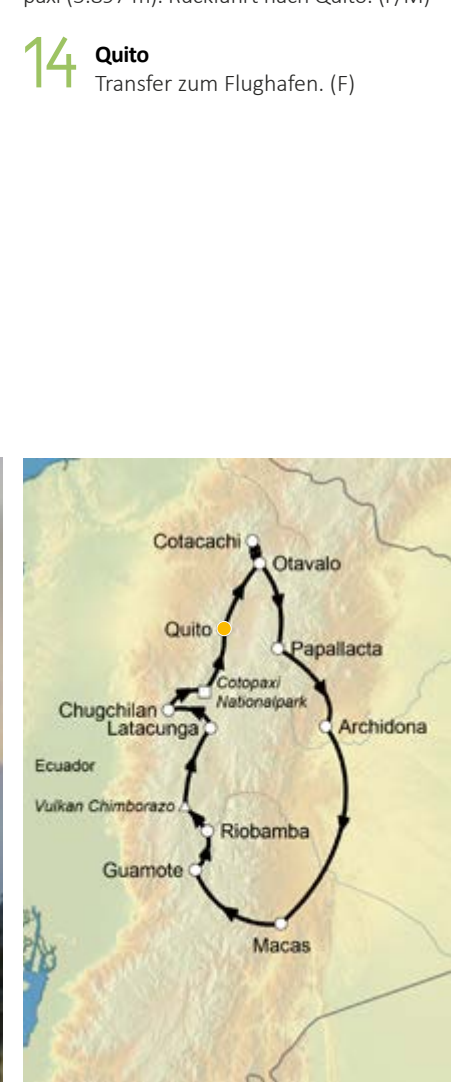 14 Quito
Transfer zum Flughafen. (F)
Cotacachi
Otavalo
Quito
Papallacta
Cotopaxi
Nationalpark
Chugchilan
Latacunga
Archidona
Ecuador
Vulkan Chimborazo
Riobamba
Guamote
Macas